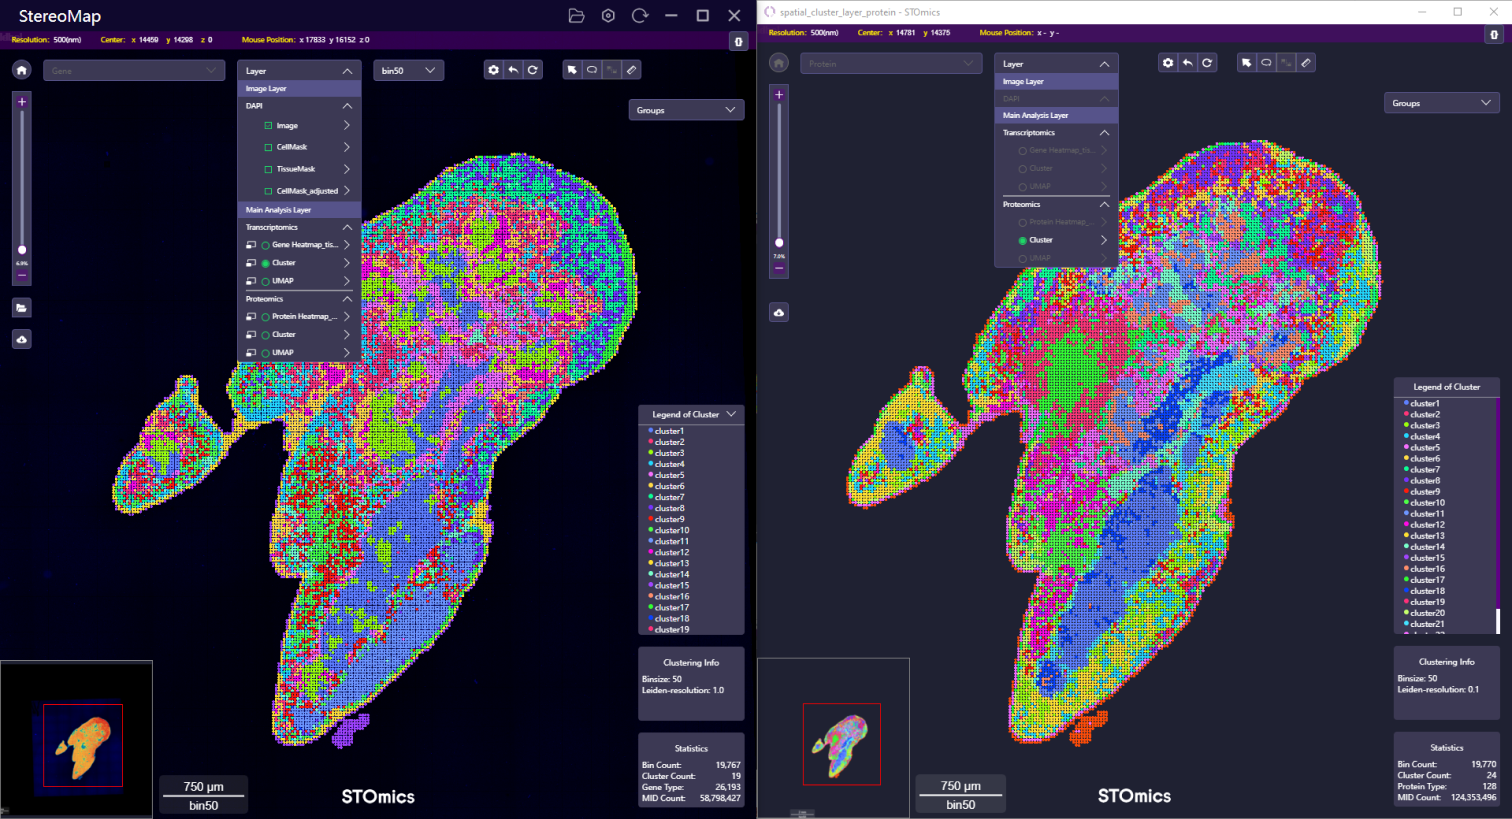 StereoMap
Resolution: 500(nm) Center: x 14459 y 14298 z 0 Mouse Position: x 17833 y 16152 z 0
Gene
Layer
bin50
Image Layer
DAPI
Image
CellMask
TissueMask
CellMask_adjusted
Main Analysis Layer
Transcriptomics
Gene Heatmap_tis...
Cluster
UMAP
Proteomics
Protein Heatmap_...
Cluster
UMAP
6.9%
Groups
Legend of Cluster
cluster1
cluster2
cluster3
cluster4
cluster5
cluster6
cluster7
cluster8
cluster9
cluster10
cluster11
cluster12
cluster13
cluster14
cluster15
cluster16
cluster17
cluster18
cluster19
Clustering Info
Binsize: 50
Leiden-resolution: 1.0
Statistics
Bin Count: 19,767
Cluster Count: 19
Gene Type: 26,193
MID Count: 58,798,427
750 μm
bin50
STOmics
spatial_cluster_layer_protein - STOmics
Resolution: 500(nm) Center: x 14781 y 14375 Mouse Position: x - y -
Protein
Layer
Image Layer
DAPI
Main Analysis Layer
Transcriptomics
Gene Heatmap_tis...
Cluster
UMAP
Proteomics
Protein Heatmap_...
Cluster
UMAP
7.0%
Groups
Legend of Cluster
cluster1
cluster2
cluster3
cluster4
cluster5
cluster6
cluster7
cluster8
cluster9
cluster10
cluster11
cluster12
cluster13
cluster14
cluster15
cluster16
cluster17
cluster18
cluster19
cluster20
cluster21
Clustering Info
Binsize: 50
Leiden-resolution: 0.1
Statistics
Bin Count: 19,770
Cluster Count: 24
Protein Type: 128
MID Count: 124,353,496
750 μm
bin50
STOmics